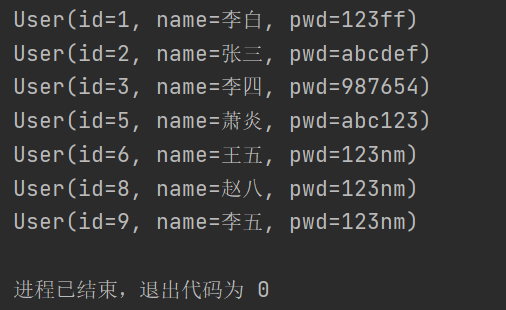 User(id=1, name=李白, pwd=123ff)
User(id=2, name=张三, pwd=abcdef)
User(id=3, name=李四, pwd=987654)
User(id=5, name=萧炎, pwd=abc123)
User(id=6, name=王五, pwd=123nm)
User(id=8, name=赵八, pwd=123nm)
User(id=9, name=李五, pwd=123nm)
进程已结束，退出代码为 0